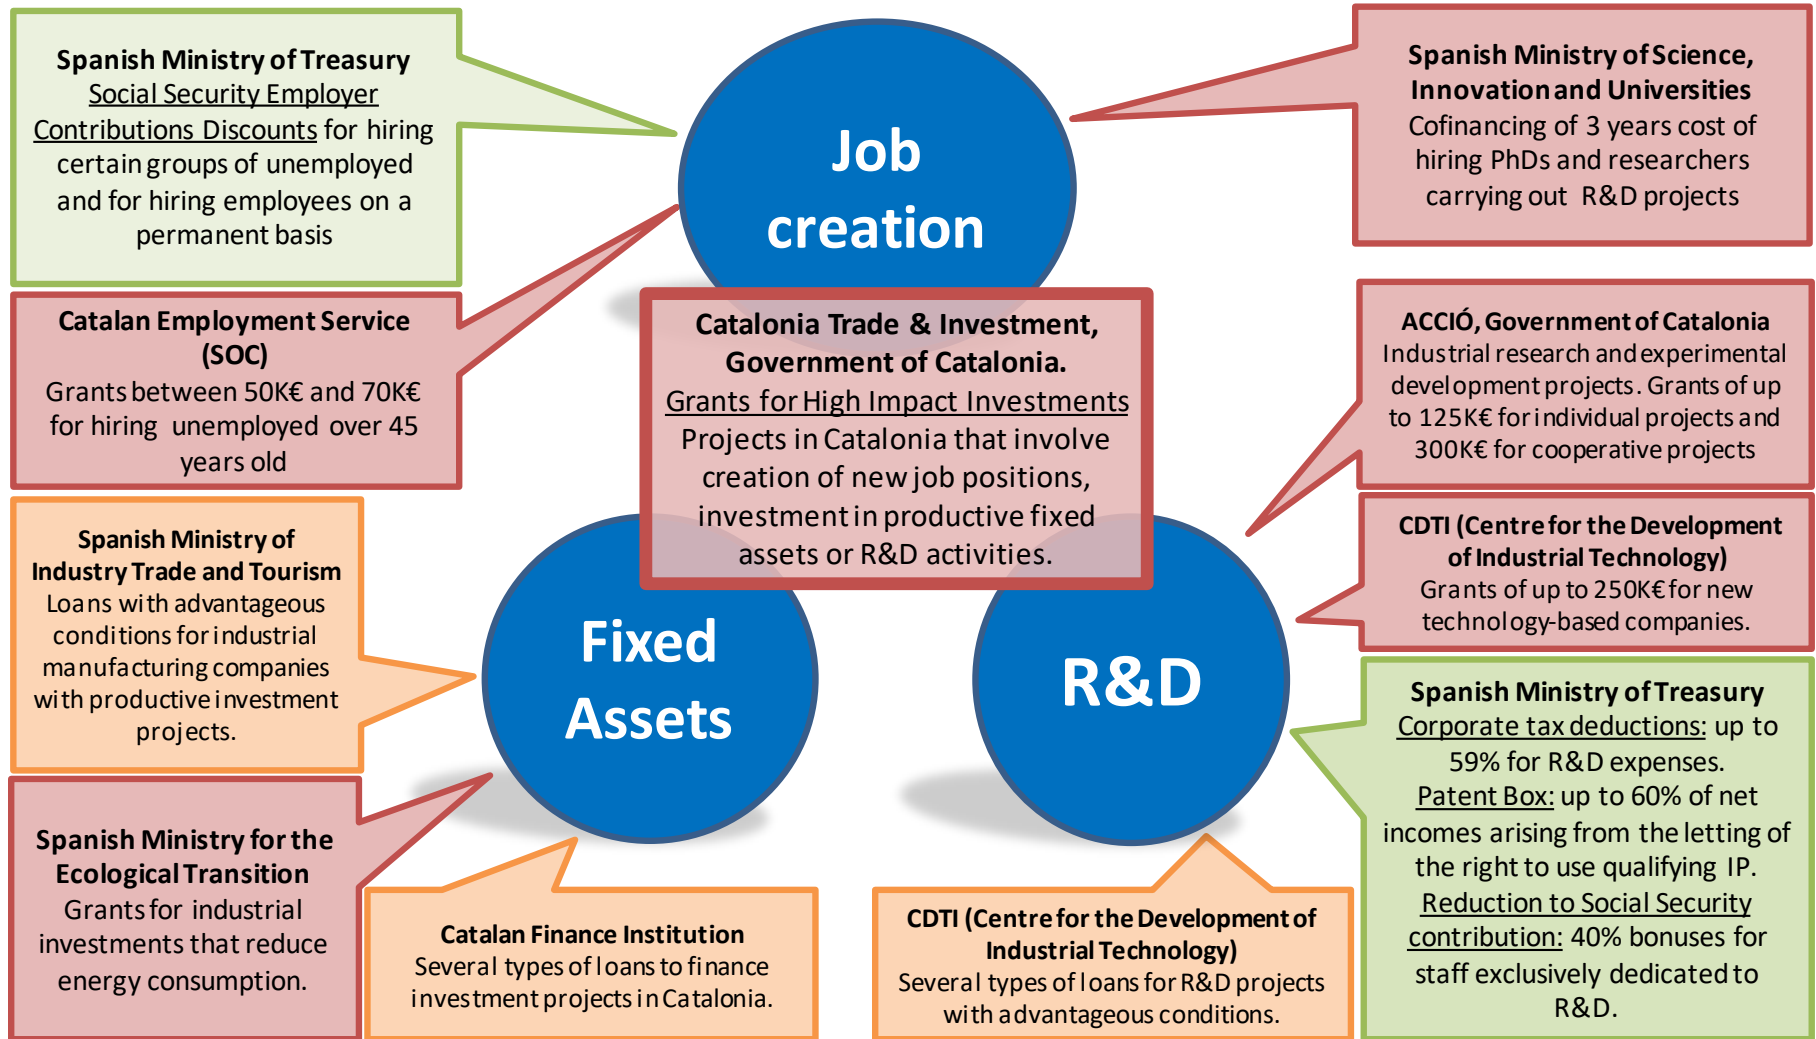 Spanish Ministry of Treasury
Social Security Employer
Contributions Discounts for hiring
certain groups of unemployed
and for hiring employees on a
permanent basis
Job
creation
Spanish Ministry of Science,
Innovation and Universities
Cofinancing of 3 years cost of
hiring PhDs and researchers
carrying out R&D projects
Catalan Employment Service
(SOC)
Grants between 50K€ and 70K€
for hiring unemployed over 45
years old
Catalonia Trade & Investment,
Government of Catalonia.
Grants for High Impact Investments
Projects in Catalonia that involve
creation of new job positions,
investment in productive fixed
assets or R&D activities.
ACCIÓ, Government of Catalonia
Industrial research and experimental
development projects. Grants of up
to 125K€ for individual projects and
300K€ for cooperative projects
Spanish Ministry of
Industry Trade and Tourism
Loans with advantageous
conditions for industrial
manufacturing companies
with productive investment
projects.
Fixed
Assets
R&D
CDTI (Centre for the Development
of Industrial Technology)
Grants of up to 250K€ for new
technology-based companies.
Spanish Ministry of Treasury
Corporate tax deductions: up to
59% for R&D expenses.
Patent Box: up to 60% of net
incomes arising from the letting of
the right to use qualifying IP.
Reduction to Social Security
contribution: 40% bonuses for
staff exclusively dedicated to
R&D.
Spanish Ministry for the
Ecological Transition
Grants for industrial
investments that reduce
energy consumption.
Catalan Finance Institution
Several types of loans to finance
investment projects in Catalonia.
CDTI (Centre for the Development of
Industrial Technology)
Several types of loans for R&D projects
with advantageous conditions.